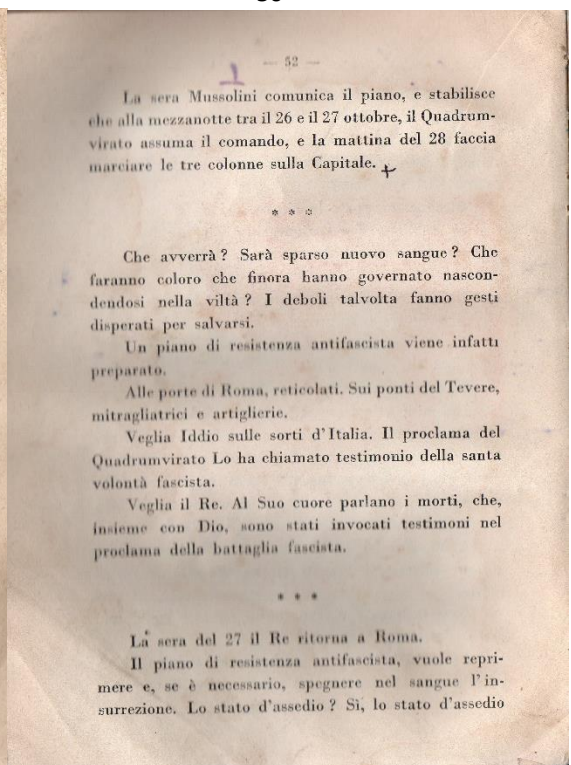 — 52 —
La sera Mussolini comunica il piano, e stabilisce
che alla mezzanotte tra il 26 e il 27 ottobre, il Quadrum-
virato assuma il comando, e la mattina del 28 faccia
marciare le tre colonne sulla Capitale.
* * *
Che avverrà ? Sarà sparso nuovo sangue ? Che
faranno coloro che finora hanno governato nascon-
dendosi nella viltà ? I deboli talvolta fanno gesti
disperati per salvarsi.
Un piano di resistenza antifascista viene infatti
preparato.
Alle porte di Roma, reticolati. Sui ponti del Tevere,
mitragliatrici e artiglierie.
Veglia Iddio sulle sorti d'Italia. Il proclama del
Quadrumvirato Lo ha chiamato testimonio della santa
volontà fascista.
Veglia il Re. Al Suo cuore parlano i morti, che,
insieme con Dio, sono stati invocati testimoni nel
proclama della battaglia fascista.
* * *
La sera del 27 il Re ritorna a Roma.
Il piano di resistenza antifascista, vuole repri-
mere e, se è necessario, spegnere nel sangue l'in-
surrezione. Lo stato d'assedio ? Sì, lo stato d'assedio